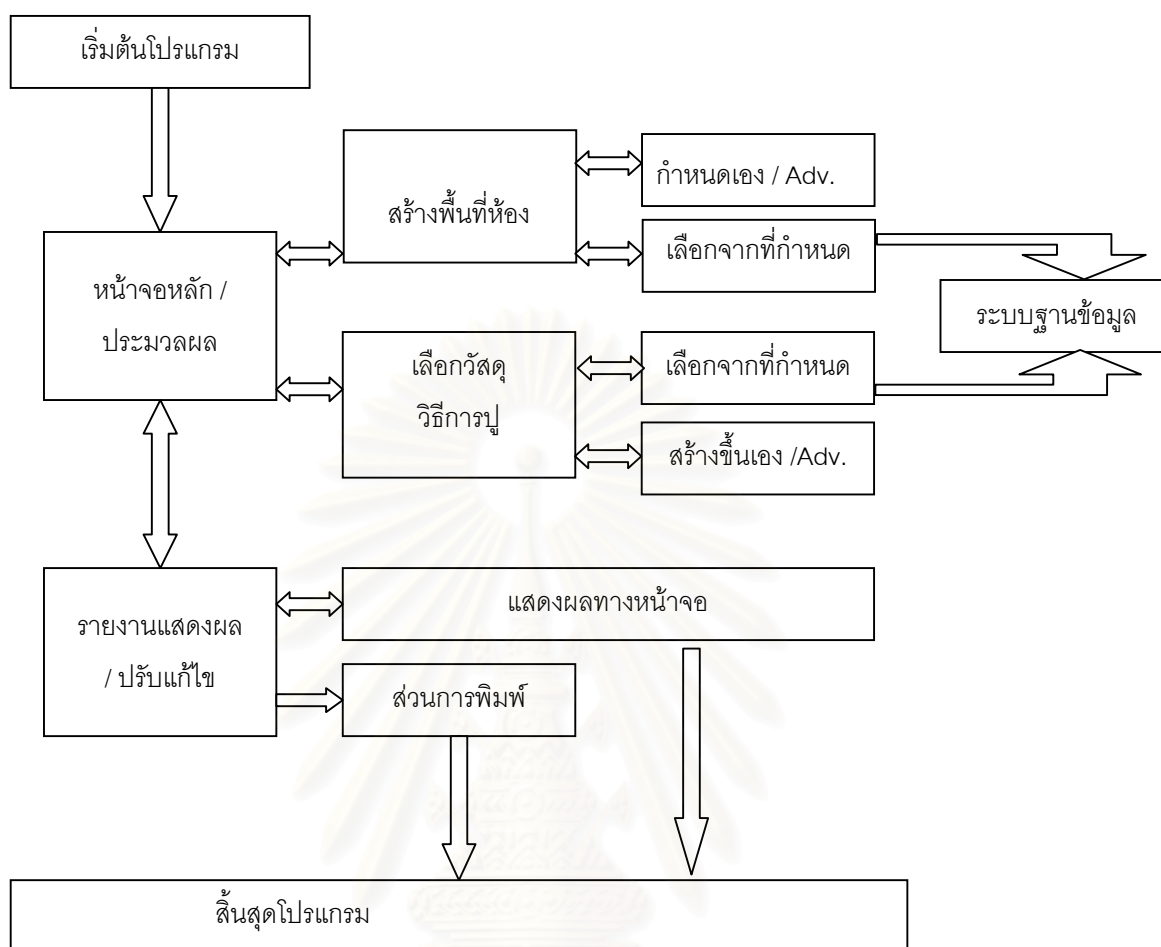 เริ่มต้นโปรแกรม
กำหนดเอง / Adv.
สร้างพื้นที่ห้อง
เลือกจากที่กำหนด
หน้าจอหลัก /
ประมวลผล
ระบบฐานข้อมูล
เลือกวัสดุ
วิธีการปู
เลือกจากที่กำหนด
สร้างขึ้นเอง /Adv.
รายงานแสดงผล
/ ปรับแก้ไข
แสดงผลทางหน้าจอ
ส่วนการพิมพ์
สิ้นสุดโปรแกรม